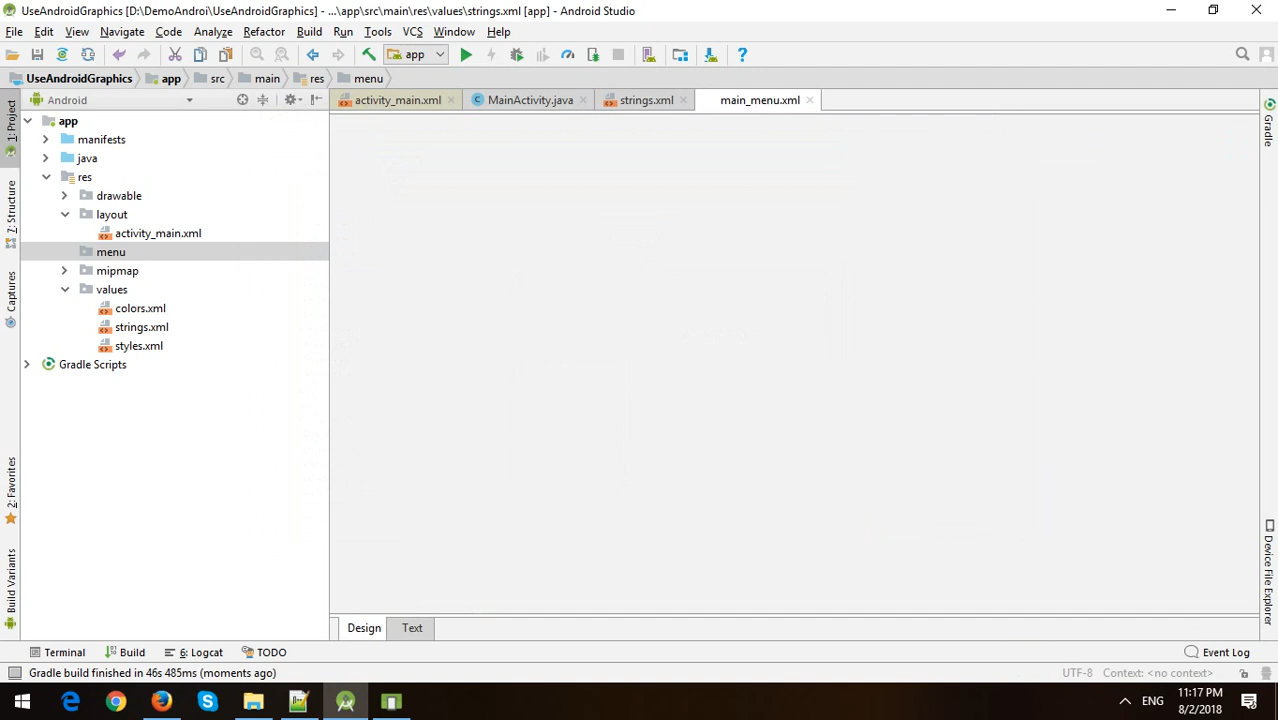 UseAndroidGraphics [D:\DemoAndroi\UseAndroidGraphics] - ...\app\src\main\res\values\strings.xml [app] - Android Studio
File Edit View Navigate Code Analyze Refactor Build Run Tools VCS Window Help
app
UseAndroidGraphics app src main res menu
1: Project
Android
activity_main.xml MainActivity.java strings.xml main_menu.xml
Gradle
app
manifests
java
res
drawable
layout
activity_main.xml
menu
mipmap
values
colors.xml
strings.xml
styles.xml
Gradle Scripts
7: Structure
Captures
2: Favorites
Build Variants
Device File Explorer
Design Text
Terminal Build 6: Logcat TODO Event Log
Gradle build finished in 46s 485ms (moments ago) UTF-8 Context: <no context>
ENG 11:17 PM
8/2/2018